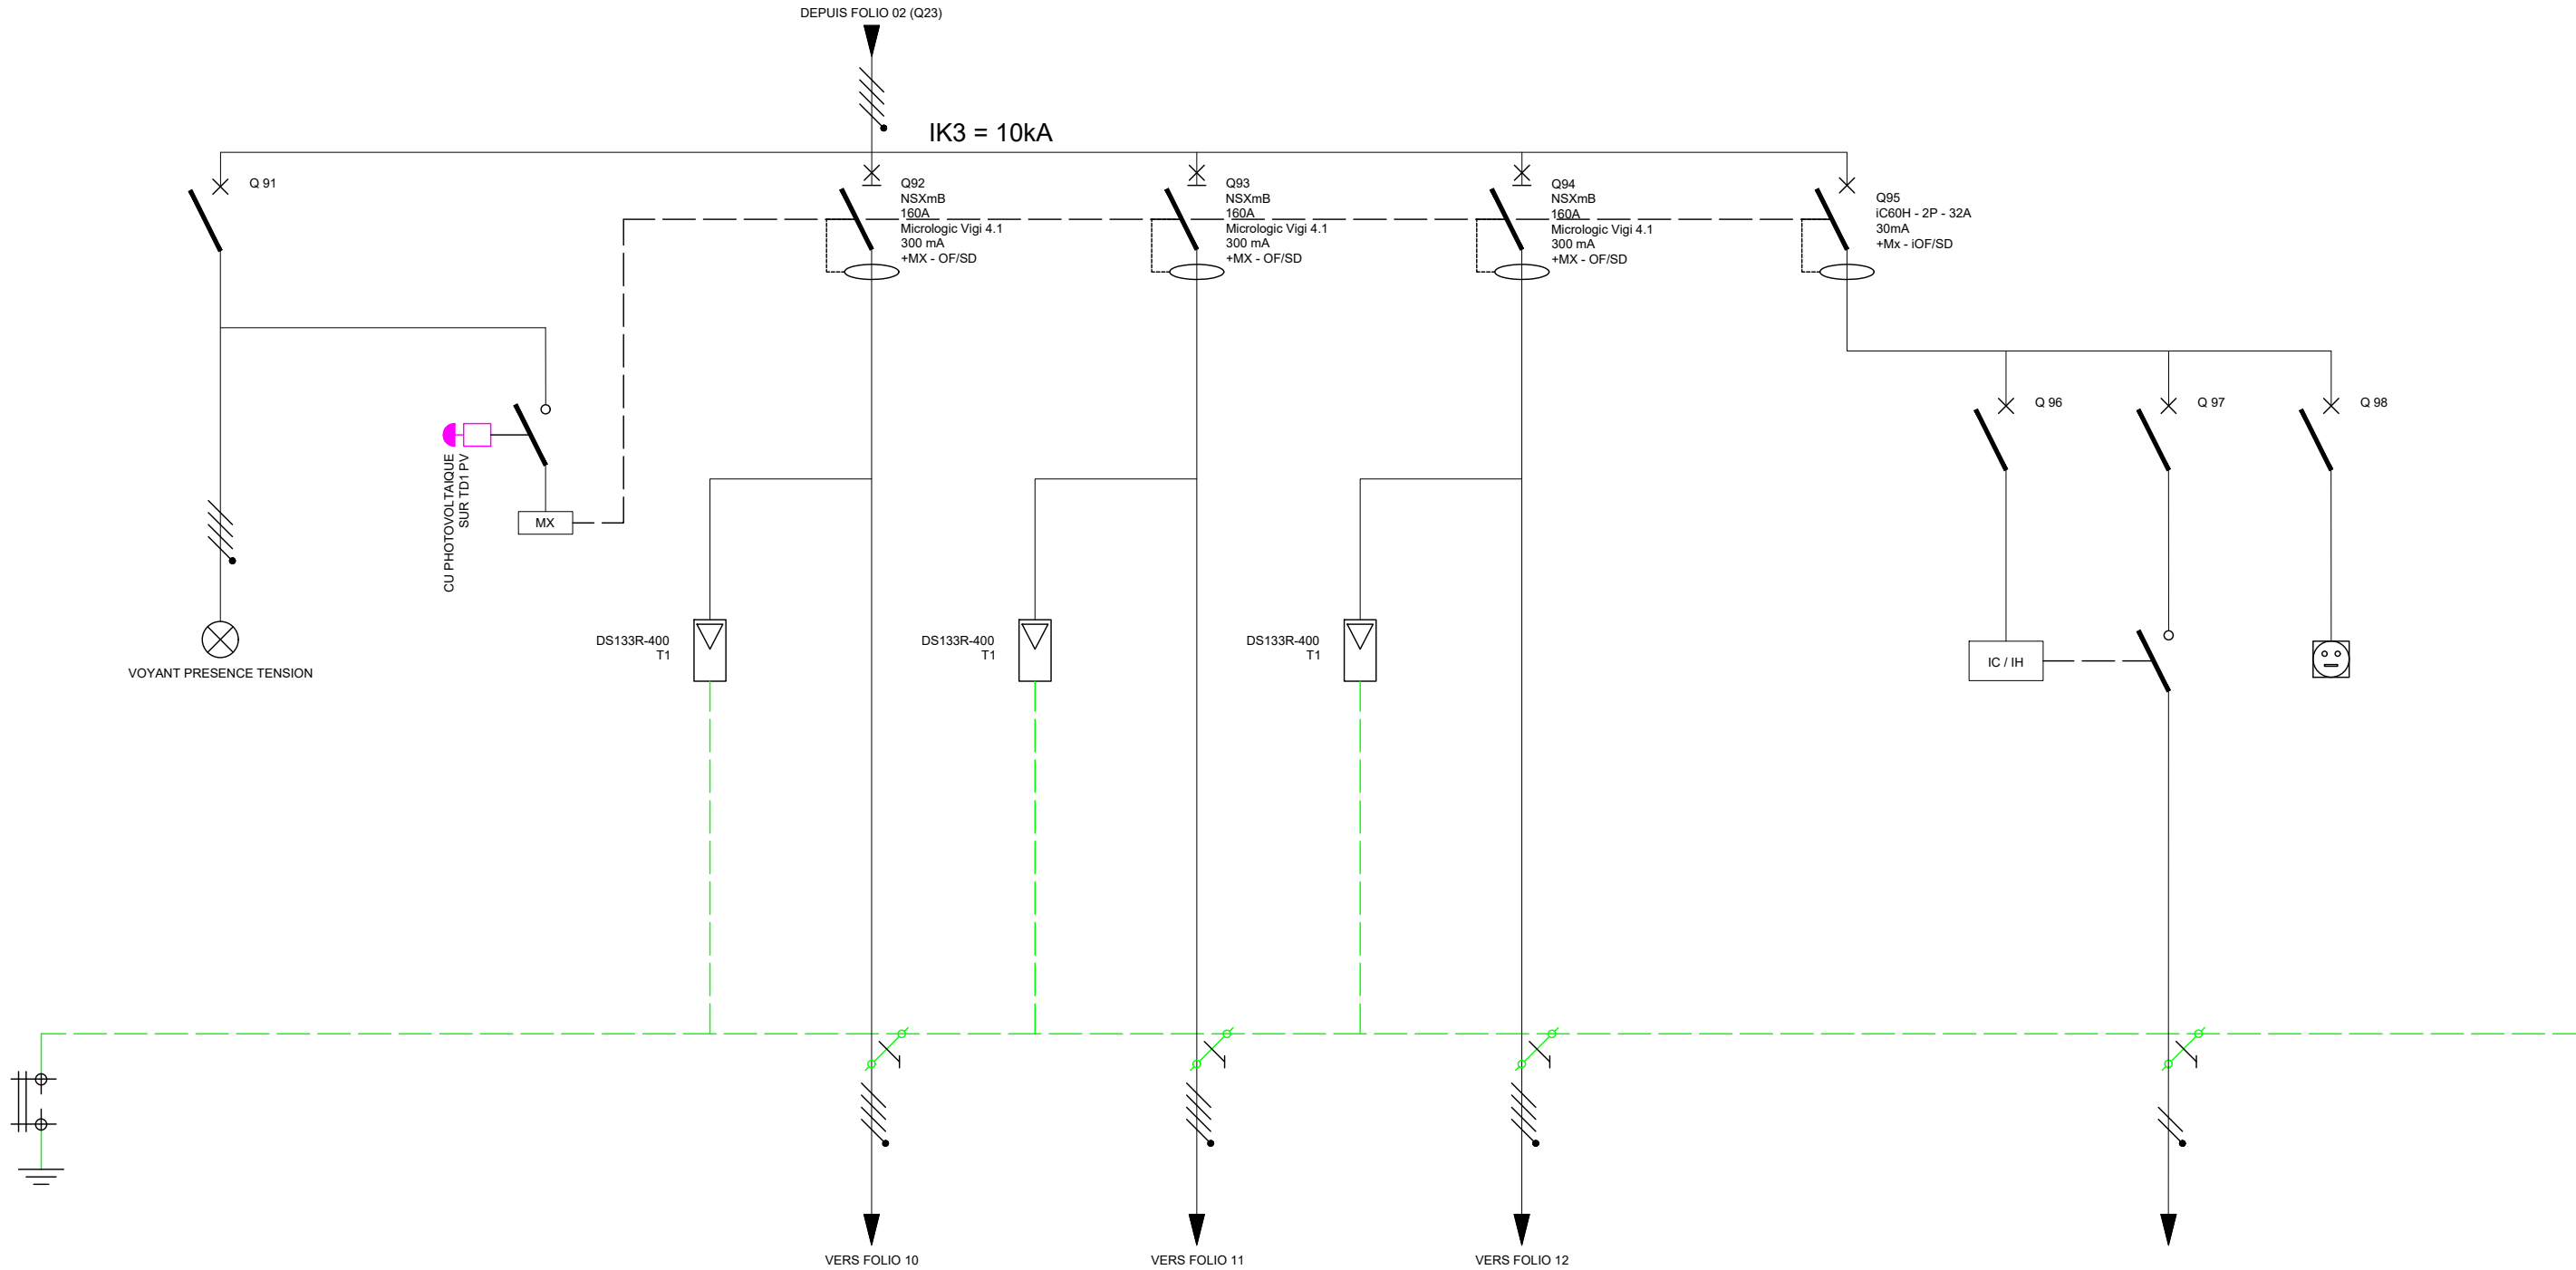 DEPUIS FOLIO 02 (Q23)
IK3 = 10kA
Q 91
Q92
NSXmB
160A
Micrologic Vigi 4.1
300 mA
+MX - OF/SD
Q93
NSXmB
160A
Micrologic Vigi 4.1
300 mA
+MX - OF/SD
Q94
NSXmB
160A
Micrologic Vigi 4.1
300 mA
+MX - OF/SD
Q95
iC60H - 2P - 32A
30mA
+Mx - iOF/SD
Q 96
Q 97
Q 98
CU PHOTOVOLTAIQUE
SUR TD1 PV
MX
DS133R-400
T1
DS133R-400
T1
DS133R-400
T1
IC / IH
VOYANT PRESENCE TENSION
VERS FOLIO 10
VERS FOLIO 11
VERS FOLIO 12